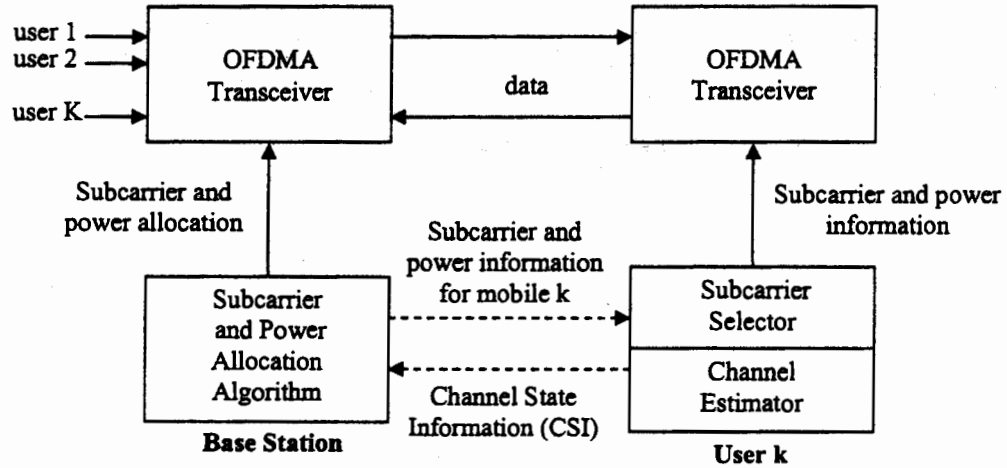 user 1
user 2
user K
OFDMA
Transceiver
data
OFDMA
Transceiver
Subcarrier and
power allocation
Subcarrier and
power information
for mobile k
Subcarrier and power
information
Subcarrier
and Power
Allocation
Algorithm
Subcarrier
Selector
Channel
Estimator
Channel State
Information (CSI)
Base Station
User k